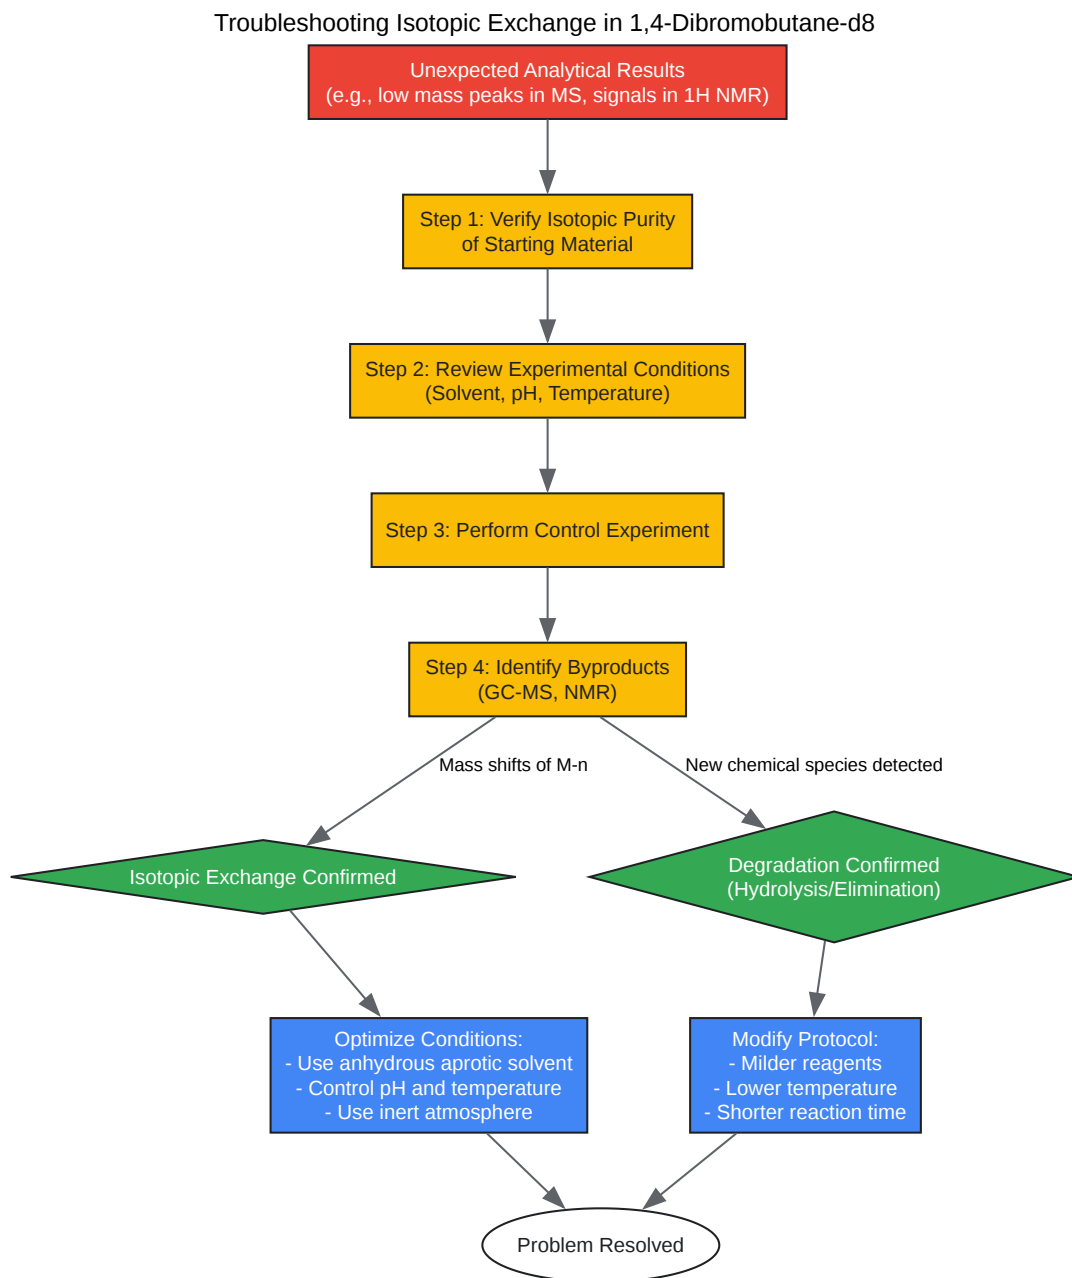 Troubleshooting Isotopic Exchange in 1,4-Dibromobutane-d8
Unexpected Analytical Results
(e.g., low mass peaks in MS, signals in 1H NMR)
Step 1: Verify Isotopic Purity
of Starting Material
Step 2: Review Experimental Conditions
(Solvent, pH, Temperature)
Step 3: Perform Control Experiment
Step 4: Identify Byproducts
(GC-MS, NMR)
Mass shifts of M-n
New chemical species detected
Isotopic Exchange Confirmed
Degradation Confirmed
(Hydrolysis/Elimination)
Optimize Conditions:
- Use anhydrous aprotic solvent
- Control pH and temperature
- Use inert atmosphere
Modify Protocol:
- Milder reagents
- Lower temperature
- Shorter reaction time
Problem Resolved